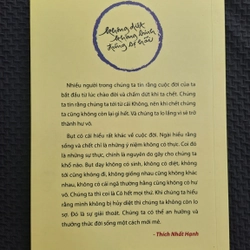 không diệt
không sinh
đừng sợ hãi
Nhiều người trong chúng ta tin rằng cuộc đời của ta
bắt đầu từ lúc chào đời và chấm dứt khi ta chết. Chúng
ta tin rằng chúng ta tới từ cái Không, nên khi chết chúng
ta cũng không còn lại gì hết. Và chúng ta lo lắng vì sẽ trở
thành hư vô.
Bụt có cái hiểu rất khác về cuộc đời. Ngài hiểu rằng
sống và chết chỉ là những ý niệm không có thực. Coi đó
là những sự thực, chính là nguyên do gây cho chúng ta
khổ não. Bụt dạy không có sinh, không có diệt, không
tới cũng không đi, không giống nhau cũng không khác
nhau, không có cái ngã thường hằng cũng không có hư
vô. Chúng ta thì coi là Có hết mọi thứ. Khi chúng ta hiểu
rằng mình không bị hủy diệt thì chúng ta không còn lo
sợ. Đó là sự giải thoát. Chúng ta có thể an hưởng và
thưởng thức đời sống một cách mới mẻ.
- Thích Nhất Hạnh